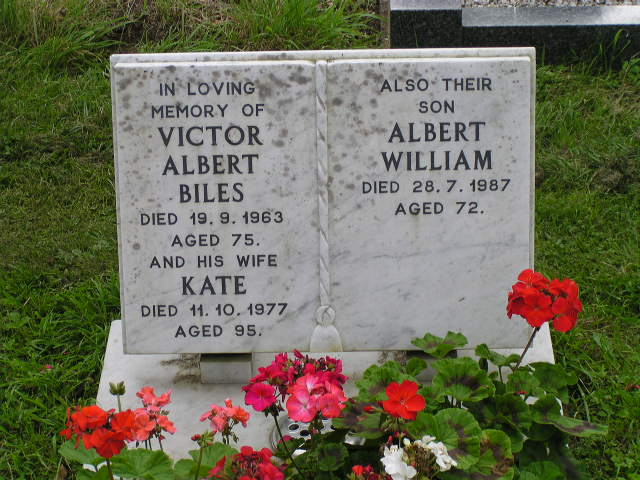 IN LOVING
MEMORY OF
VICTOR
ALBERT
BILES
DIED 19.9.1963
AGED 75.
AND HIS WIFE
KATE
DIED 11.10.1977
AGED 95.
ALSO THEIR
SON
ALBERT
WILLIAM
DIED 28.7.1987
AGED 72.